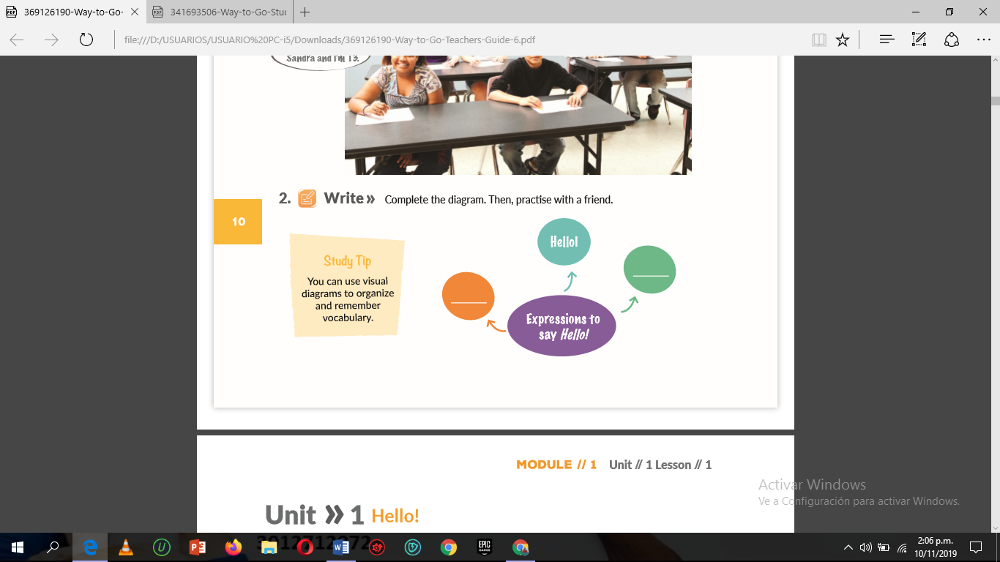 369126190-Way-to-Go-
341693506-Way-to-Go-Stuc
file:///D:/USUARIOS/USUARIO%20PC-i5/Downloads/369126190-Way-to-Go-Teachers-Guide-6.pdf
Sandra and I'm 13.
2. Write» Complete the diagram. Then, practise with a friend.
10
Study Tip
You can use visual
diagrams to organize
and remember
vocabulary.
Hello!
Expressions to
say Hello!
MODULE // 1 Unit // 1 Lesson // 1
Unit » 1 Hello!
Activar Windows
Ve a Configuración para activar Windows.
2:06 p.m.
10/11/2019